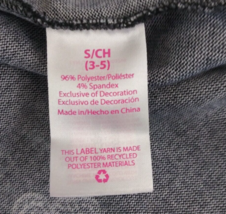 S/CH
(3-5)
96% Polyester/Poliéster
4% Spandex
Exclusive of Decoration
Exclusivo de Decoración
Made in/Hecho en China
THIS LABEL YARN IS MADE
OUT OF 100% RECYCLED
POLYESTER MATERIALS